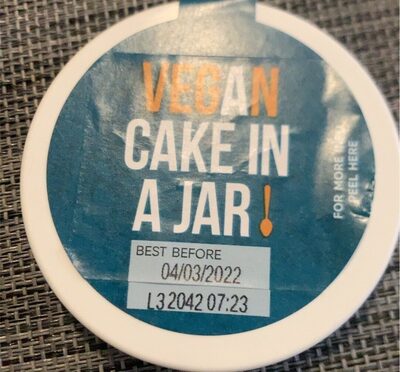 VEGAN
CAKE IN
A JAR!
BEST BEFORE
04/03/2022
L3 2042 07:23
FOR MORE
PEEL HERE